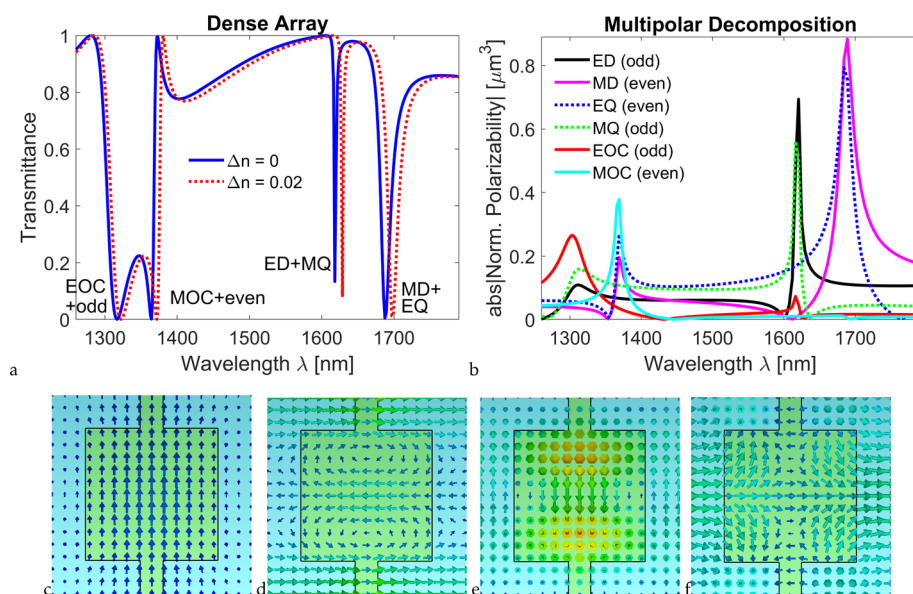 a
Dense Array
1
0.8
0.6
0.4
0.2
0
Transmittance
Δn = 0
Δn = 0.02
EOC
+odd
MOC+even
ED+MQ
MD+
EQ
1300
1400
1500
1600
1700
Wavelength λ [nm]
a
Multipolar Decomposition
abs|Norm. Polarizability| [μm³]
0.8
0.6
0.4
0.2
0
ED (odd)
MD (even)
EQ (even)
MQ (odd)
EOC (odd)
MOC (even)
1300
1400
1500
1600
1700
Wavelength λ [nm]
b
c
d
e
f